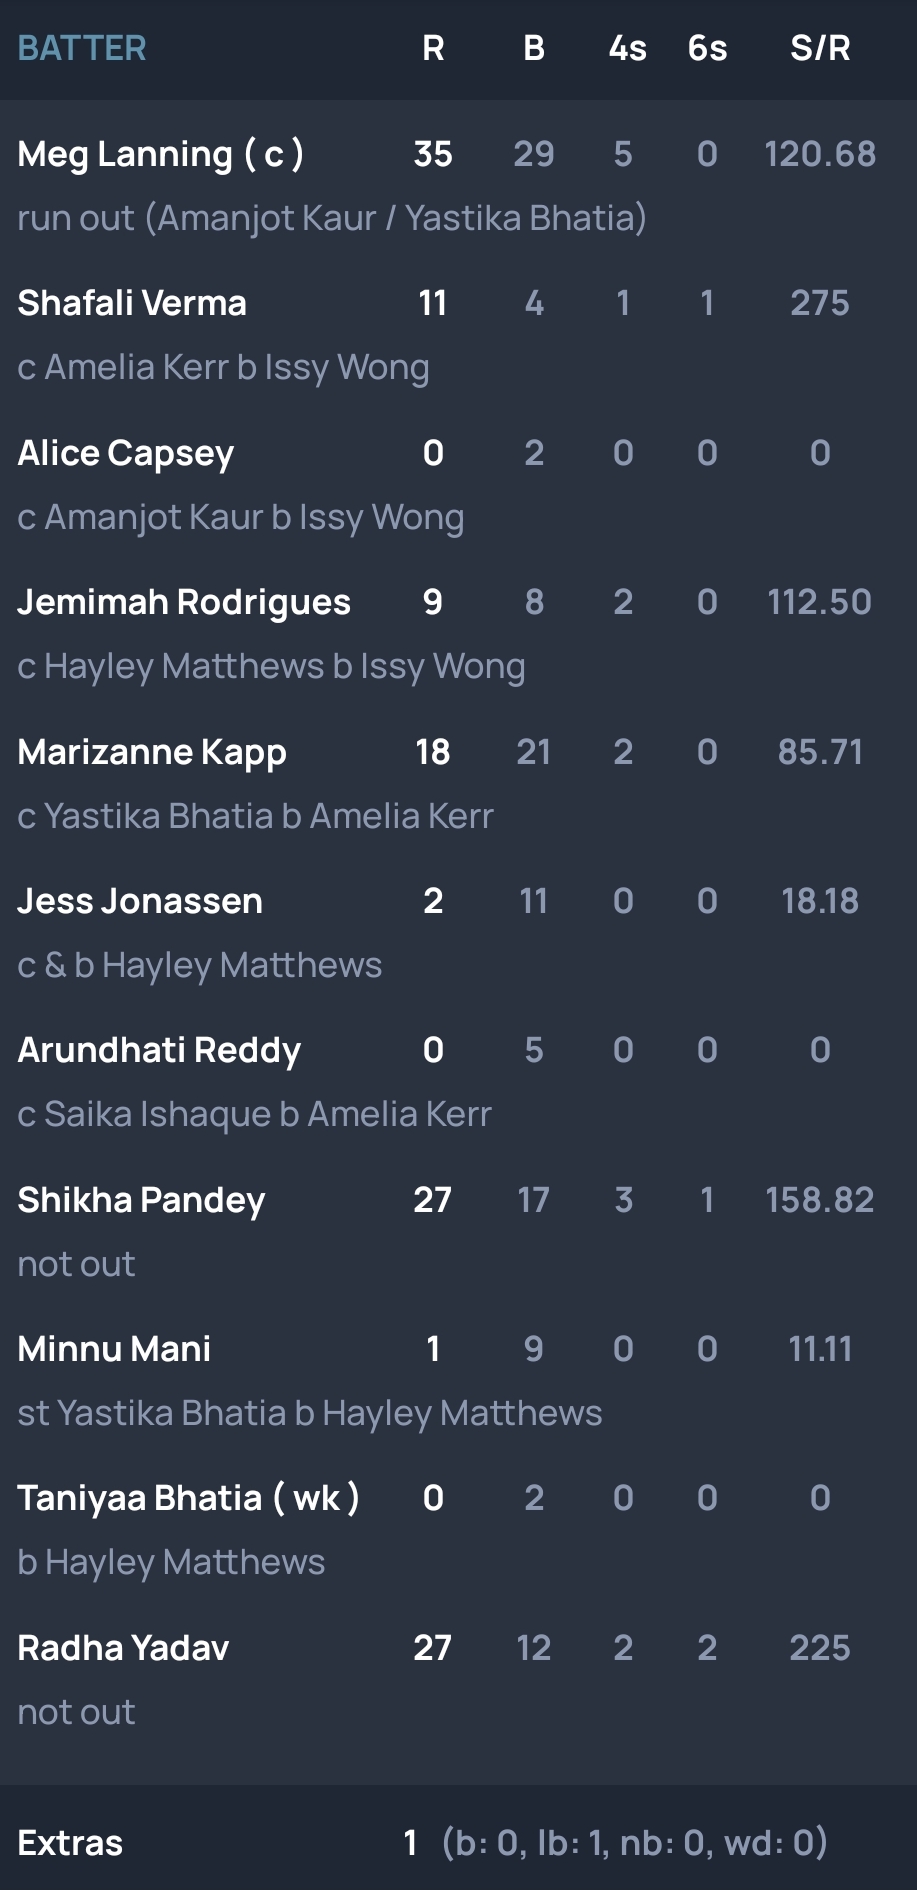 BATTER R B 4s 6s S/R
Meg Lanning ( c ) 35 29 5 0 120.68
run out (Amanjot Kaur / Yastika Bhatia)
Shafali Verma 11 4 1 1 275
c Amelia Kerr b Issy Wong
Alice Capsey 0 2 0 0 0
c Amanjot Kaur b Issy Wong
Jemimah Rodrigues 9 8 2 0 112.50
c Hayley Matthews b Issy Wong
Marizanne Kapp 18 21 2 0 85.71
c Yastika Bhatia b Amelia Kerr
Jess Jonassen 2 11 0 0 18.18
c & b Hayley Matthews
Arundhati Reddy 0 5 0 0 0
c Saika Ishaque b Amelia Kerr
Shikha Pandey 27 17 3 1 158.82
not out
Minnu Mani 1 9 0 0 11.11
st Yastika Bhatia b Hayley Matthews
Taniyaa Bhatia ( wk ) 0 2 0 0 0
b Hayley Matthews
Radha Yadav 27 12 2 2 225
not out
Extras 1 (b: 0, lb: 1, nb: 0, wd: 0)